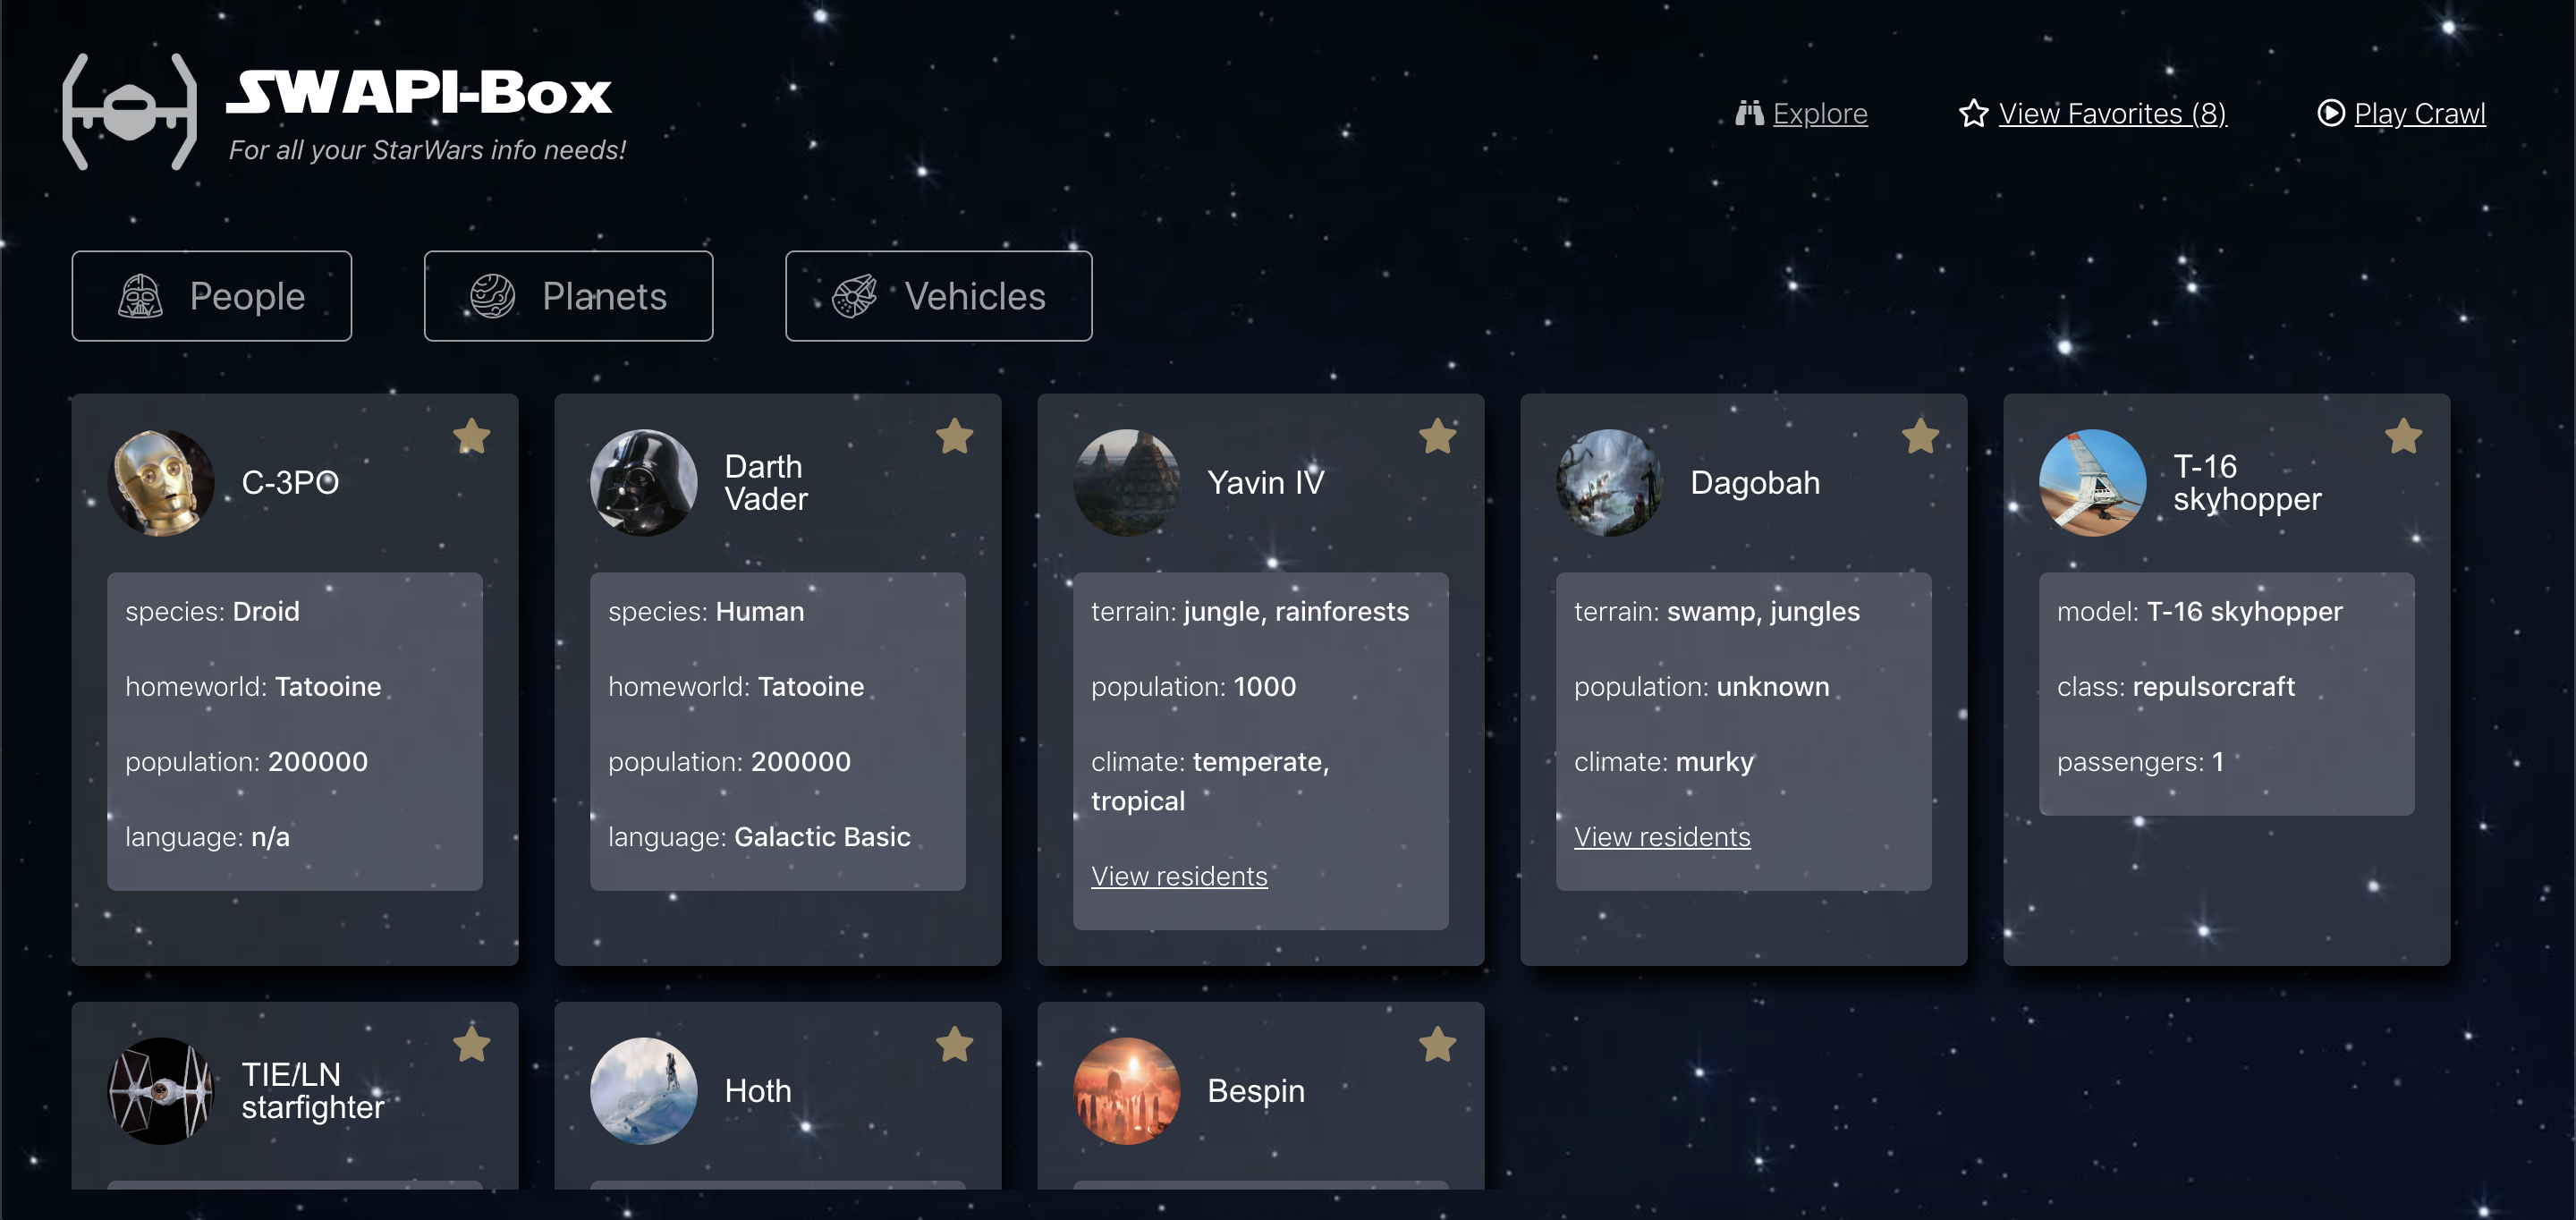 SWAPI-Box
For all your StarWars info needs!
Explore
View Favorites (8)
Play Crawl
People
Planets
Vehicles
C-3PO
species: Droid
homeworld: Tatooine
population: 200000
language: n/a
Darth
Vader
species: Human
homeworld: Tatooine
population: 200000
language: Galactic Basic
Yavin IV
terrain: jungle, rainforests
population: 1000
climate: temperate,
tropical
View residents
Dagobah
terrain: swamp, jungles
population: unknown
climate: murky
View residents
T-16
skyhopper
model: T-16 skyhopper
class: repulsorcraft
passengers: 1
TIE/LN
starfighter
Hoth
Bespin